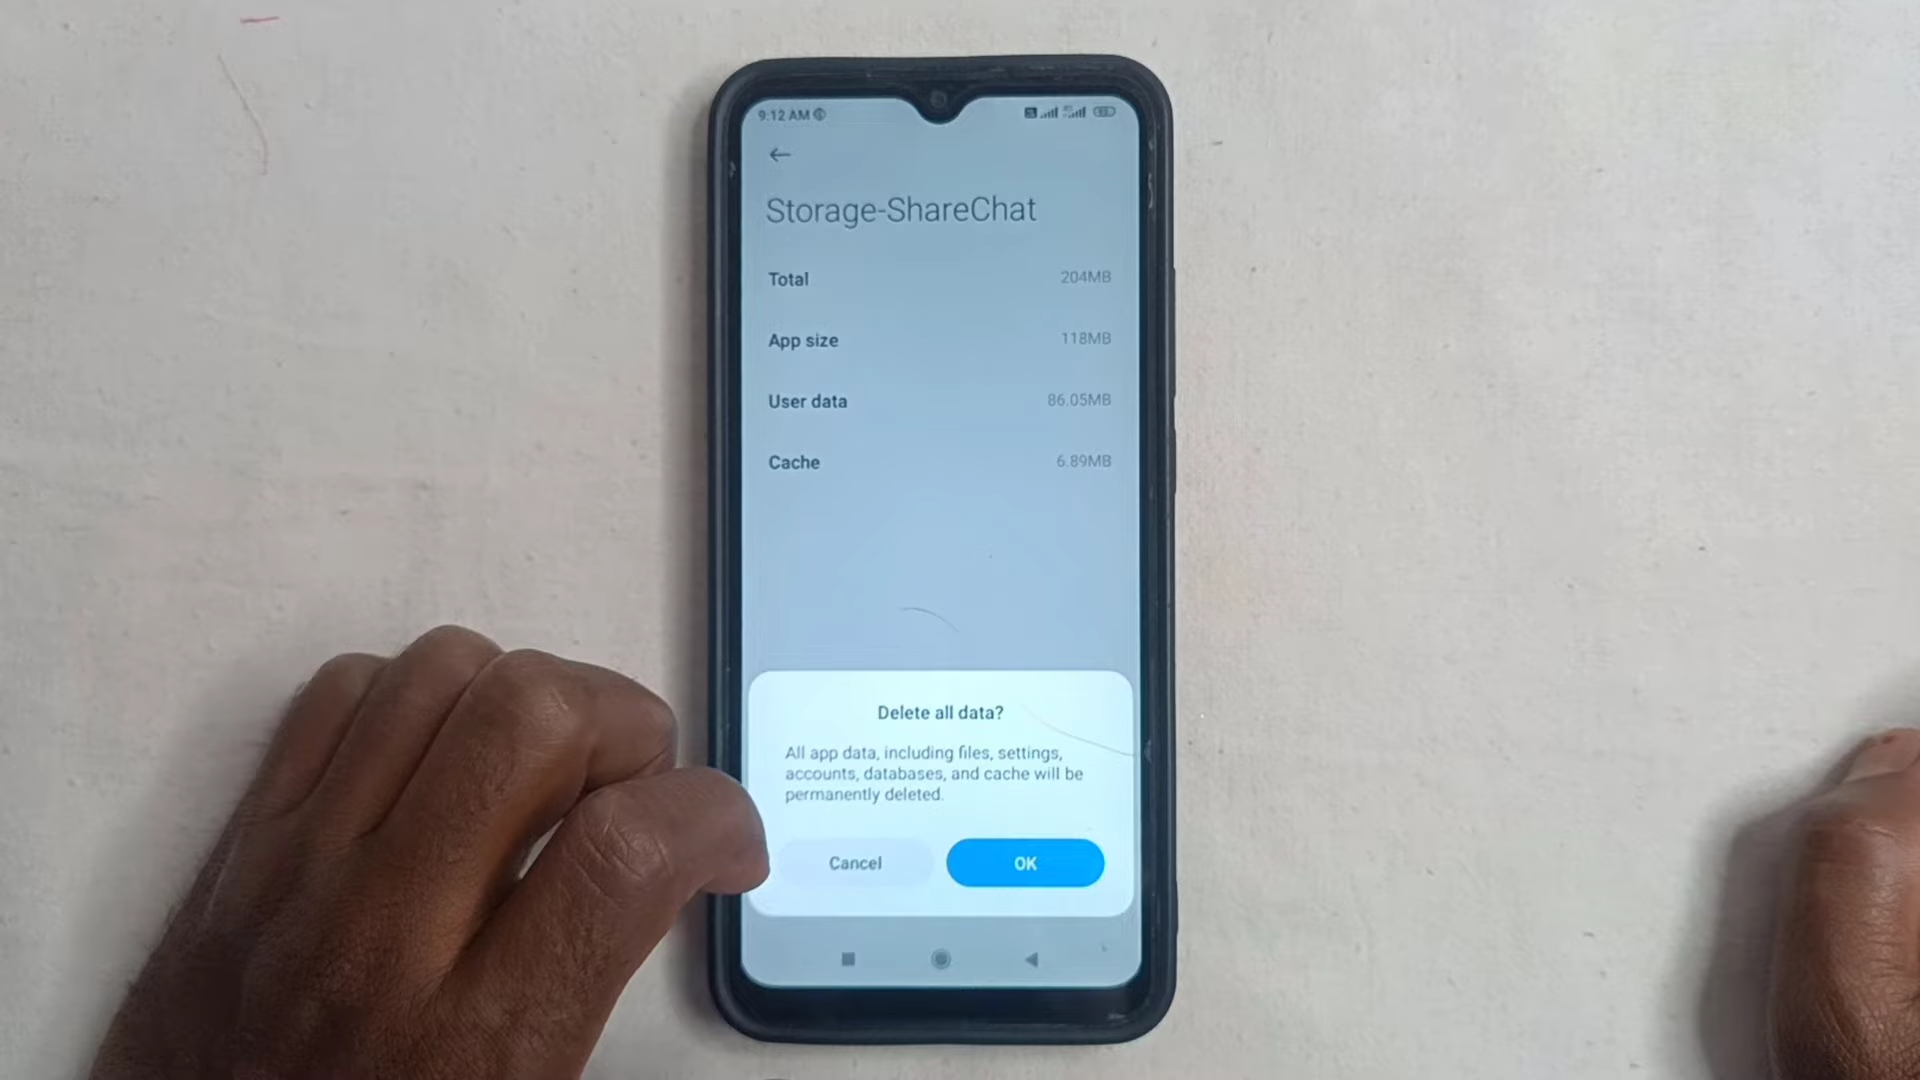 9:12 AM
Storage-ShareChat
Total 204MB
App size 118MB
User data 86.05MB
Cache 6.89MB
Delete all data?
All app data, including files, settings,
accounts, databases, and cache will be
permanently deleted.
Cancel OK